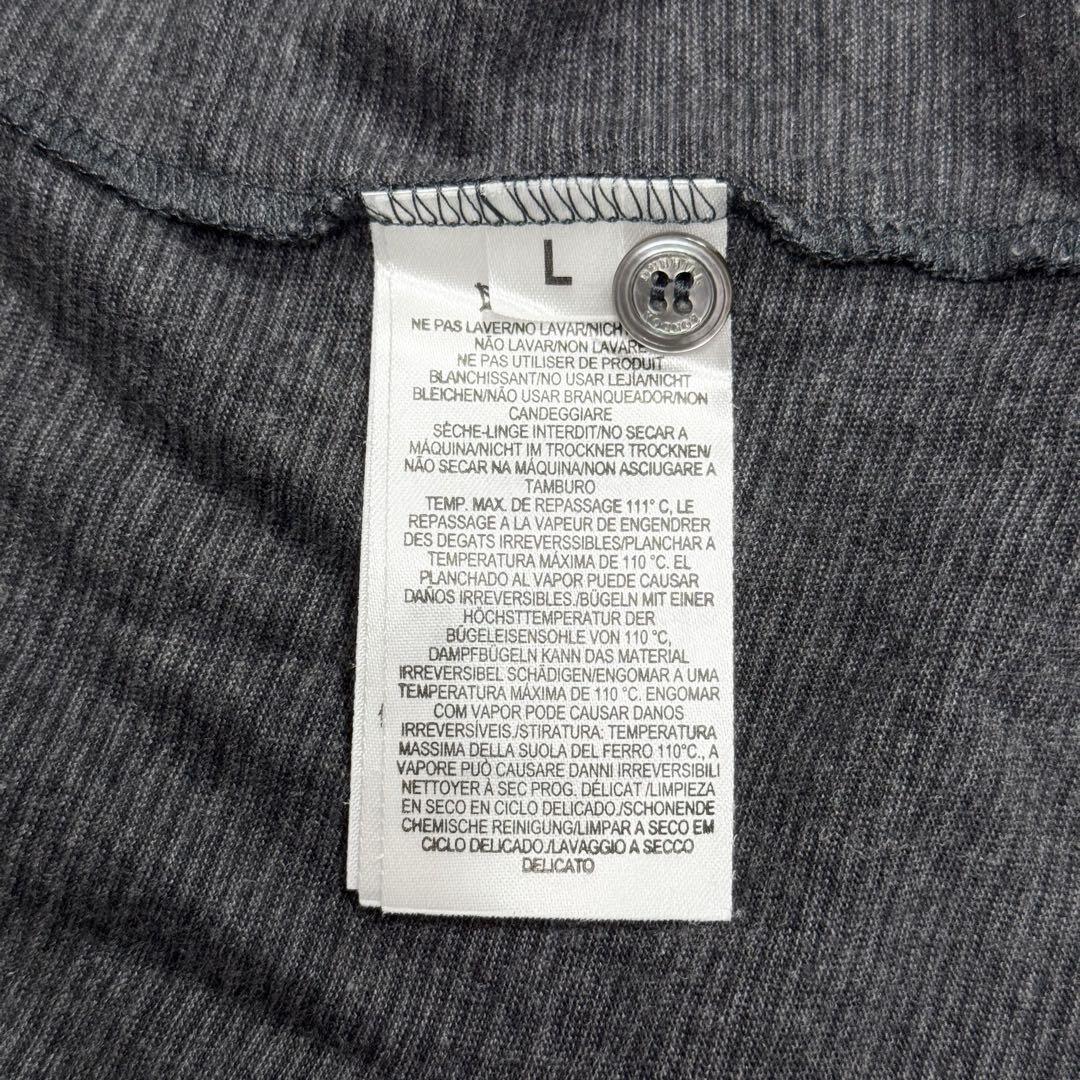 L
NE PAS LAVER/NO LAVAR/NICH
NÃO LAVAR/NON LAVARE
NE PAS UTILISER DE PRODUIT
BLANCHISSANT/NO USAR LEJÍA/NICHT
BLEICHEN/NÃO USAR BRANQUEADOR/NON
CANDEGGIARE
SÈCHE-LINGE INTERDIT/NO SECAR A
MÁQUINA/NICHT IM TROCKNER TROCKNEN/
NÃO SECAR NA MÁQUINA/NON ASCIUGARE A
TAMBURO
TEMP. MAX. DE REPASSAGE 111° C, LE
REPASSAGE A LA VAPEUR DE ENGENDRER
DES DEGATS IRREVERSSIBLES/PLANCHAR A
TEMPERATURA MÁXIMA DE 110 °C. EL
PLANCHADO AL VAPOR PUEDE CAUSAR
DAÑOS IRREVERSIBLES./BÜGELN MIT EINER
HÖCHSTTEMPERATUR DER
BÜGELEISENSOHLE VON 110 °C,
DAMPFBÜGELN KANN DAS MATERIAL
IRREVERSIBEL SCHÄDIGEN/ENGOMAR A UMA
TEMPERATURA MÁXIMA DE 110 °C. ENGOMAR
COM VAPOR PODE CAUSAR DANOS
IRREVERSÍVEIS./STIRATURA: TEMPERATURA
MASSIMA DELLA SUOLA DEL FERRO 110°C., A
VAPORE PUÒ CAUSARE DANNI IRREVERSIBILI
NETTOYER À SEC PROG. DÉLICAT /LIMPIEZA
EN SECO EN CICLO DELICADO./SCHONENDE
CHEMISCHE REINIGUNG/LIMPAR A SECO EM
CICLO DELICADO./LAVAGGIO A SECCO
DELICATO